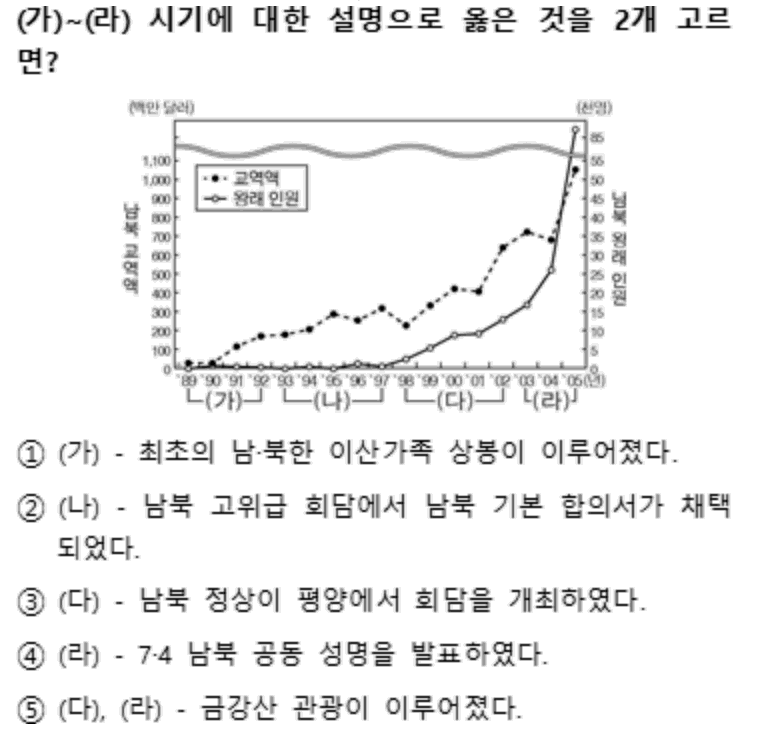 (가)~(라) 시기에 대한 설명으로 옳은 것을 2개 고르
면?
(백만 달러)
(천명)
1,100
1,000
900
800
700
600
500
400
300
200
100
0
교역액
왕래 인원
남북 교역액
85
55
50
45
40
35
30
25
20
15
10
5
0
남북 왕래 인원
'89 '90 '91 '92 '93 '94 '95 '96 '97 '98 '99 '00 '01 '02 '03 '04 '05(년)
(가) (나) (다) (라)
① (가) - 최초의 남·북한 이산가족 상봉이 이루어졌다.
② (나) - 남북 고위급 회담에서 남북 기본 합의서가 채택
되었다.
③ (다) - 남북 정상이 평양에서 회담을 개최하였다.
④ (라) - 7·4 남북 공동 성명을 발표하였다.
⑤ (다), (라) - 금강산 관광이 이루어졌다.